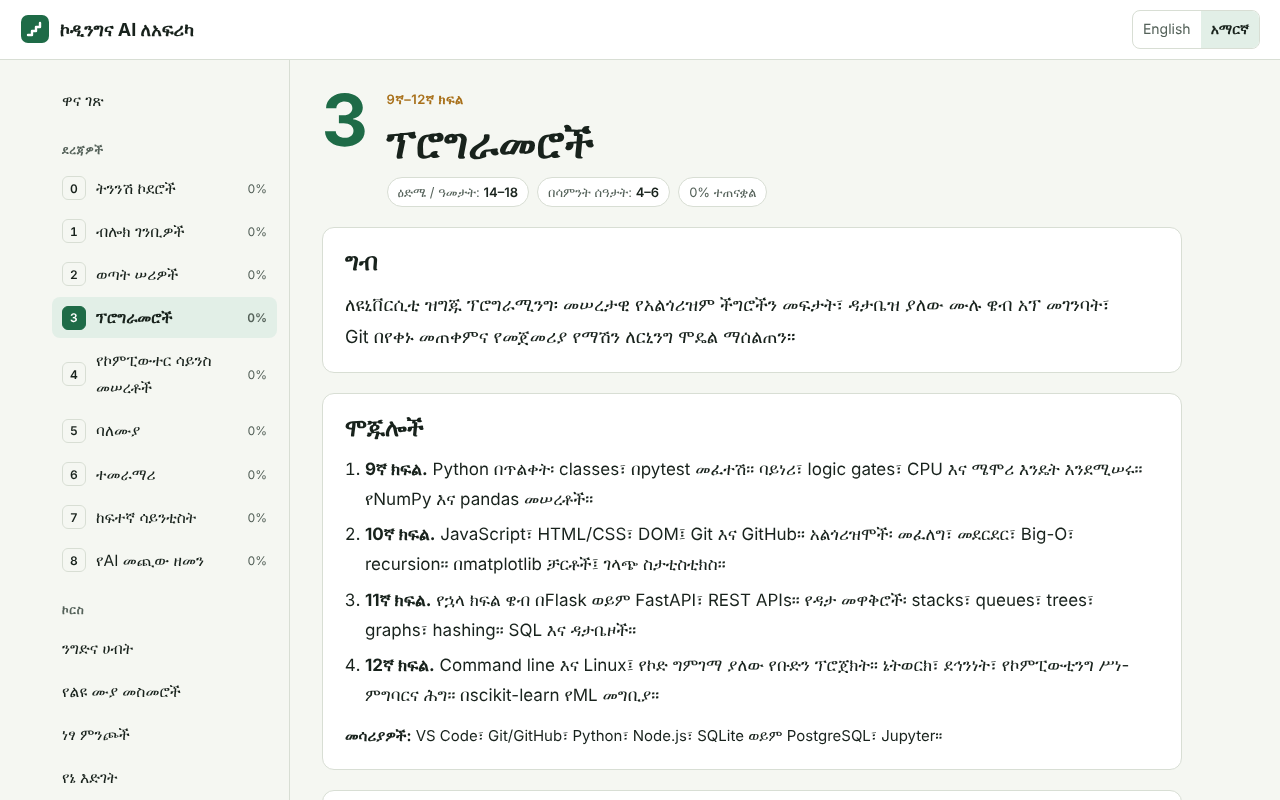 ኮዲንግና AI ለአፍሪካ
English
አማርኛ
ዋና ገጽ
ደረጃዎች
0 ትንንሽ ኮደሮች 0%
1 ብሎክ ገንቢዎች 0%
2 ወጣት ሠሪዎች 0%
3 ፕሮግራመሮች 0%
4 የኮምፒውተር ሳይንስ
መሠረቶች 0%
5 ባለሙያ 0%
6 ተመራማሪ 0%
7 ከፍተኛ ሳይንቲስት 0%
8 የAI መጪው ዘመን 0%
ኮርስ
ንግድና ሀብት
የልዩ ሙያ መስመሮች
ነፃ ምንጮች
የኔ እድገት
3
9ኛ–12ኛ ክፍል
ፕሮግራመሮች
ዕድሜ / ዓመታት: 14–18
በሳምንት ሰዓታት: 4–6
0% ተጠናቋል
ግብ
ለዩኒቨርሲቲ ዝግጁ ፕሮግራሚንግ፡ መሠረታዊ የአልጎሪዝም ችግሮችን መፍታት፣ ዳታቤዝ ያለው ሙሉ ዌብ አፕ መገንባት፣
Git በየቀኑ መጠቀምና የመጀመሪያ የማሽን ለርኒንግ ሞዴል ማሰልጠን።
ሞጁሎች
1. 9ኛ ክፍል. Python በጥልቀት፡ classes፣ በpytest መፈተሽ። ባይነሪ፣ logic gates፣ CPU እና ሜሞሪ እንዴት እንደሚሠሩ።
የNumPy እና pandas መሠረቶች።
2. 10ኛ ክፍል. JavaScript፣ HTML/CSS፣ DOM፤ Git እና GitHub። አልጎሪዝሞች፡ መፈለግ፣ መደርደር፣ Big-O፣
recursion። በmatplotlib ቻርቶች፤ ገላጭ ስታቲስቲክስ።
3. 11ኛ ክፍል. የኋላ ክፍል ዌብ በFlask ወይም FastAPI፣ REST APIs። የዳታ መዋቅሮች፡ stacks፣ queues፣ trees፣
graphs፣ hashing። SQL እና ዳታቤዞች።
4. 12ኛ ክፍል. Command line እና Linux፤ የኮድ ግምገማ ያለው የቡድን ፕሮጀክት። ኔትወርክ፣ ደኅንነት፣ የኮምፒውቲንግ ሥነ-
ምግባርና ሕግ። በscikit-learn የML መግቢያ።
መሳሪያዎች: VS Code፣ Git/GitHub፣ Python፣ Node.js፣ SQLite ወይም PostgreSQL፣ Jupyter።